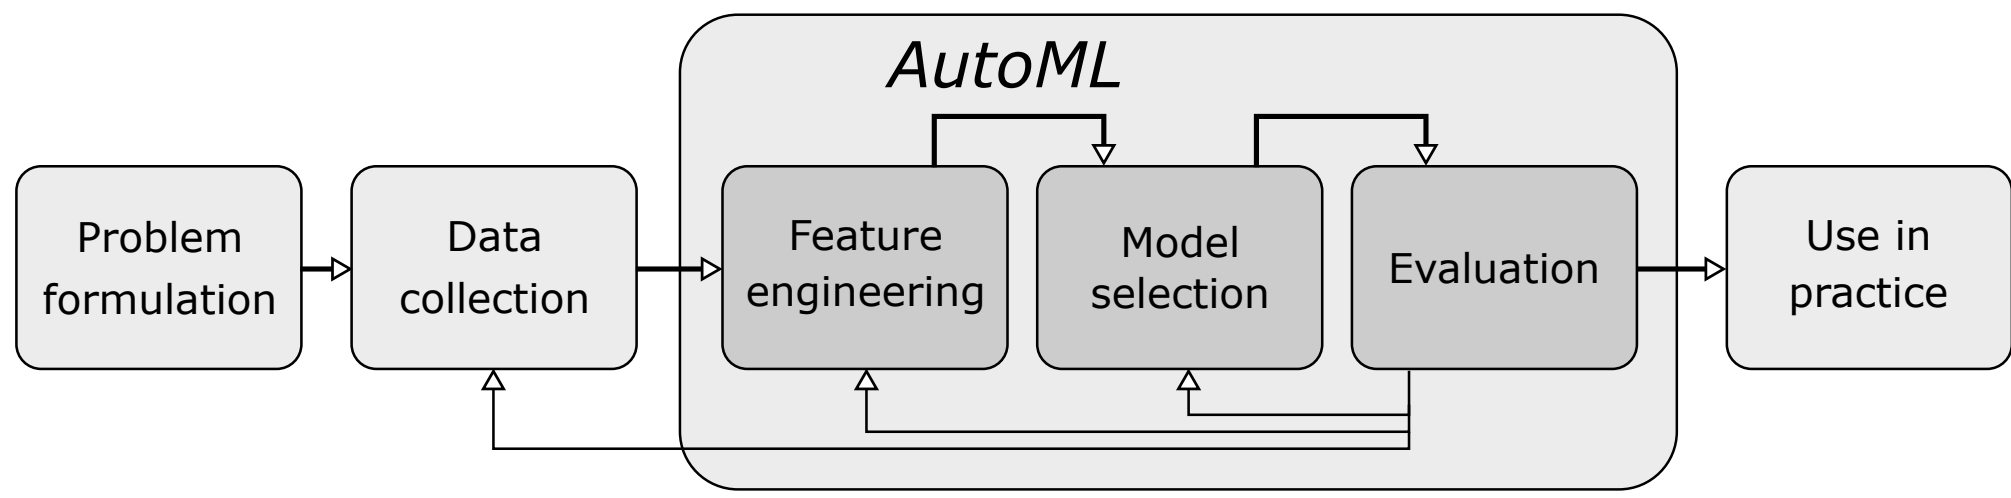 AutoML
Problem
formulation
Data
collection
Feature
engineering
Model
selection
Evaluation
Use in
practice